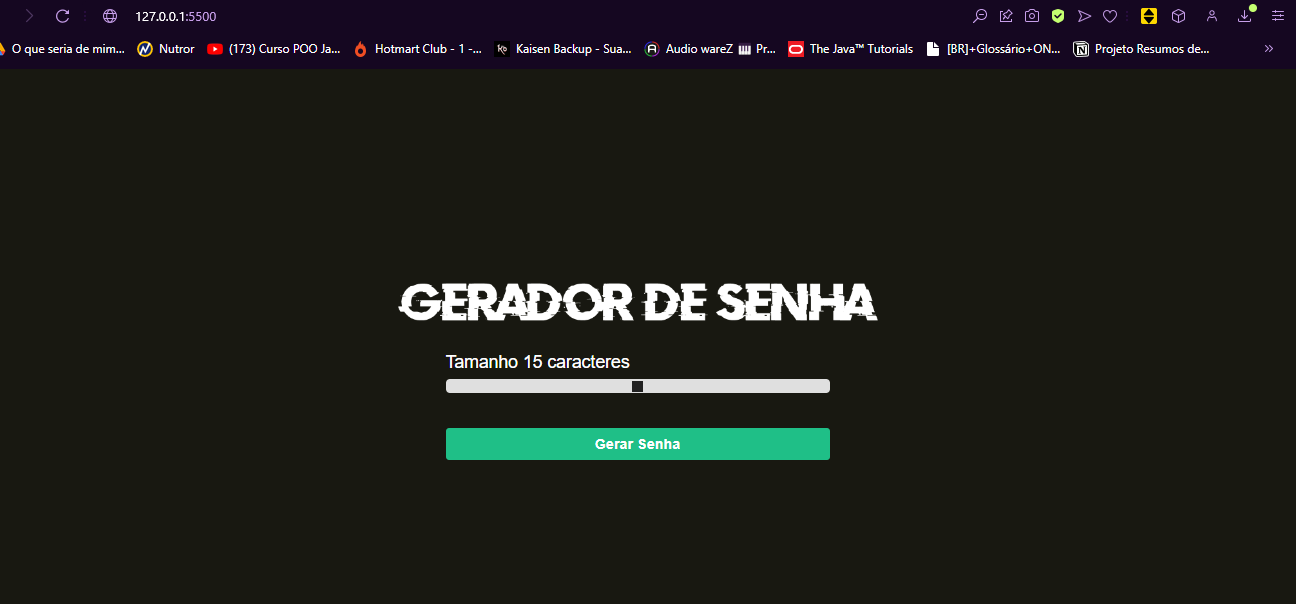 127.0.0.1:5500
O que seria de mim... Nutror (173) Curso POO Ja... Hotmart Club - 1 -... Kaisen Backup - Sua... Audio wareZ Pr... The Java™ Tutorials [BR]+Glossário+ON... Projeto Resumos de... »
GERADOR DE SENHA
Tamanho 15 caracteres
Gerar Senha